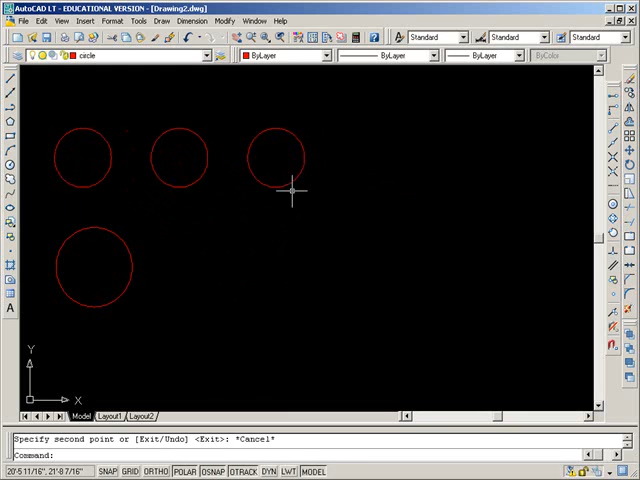 AutoCAD LT - EDUCATIONAL VERSION - [Drawing2.dwg]
File Edit View Insert Format Tools Draw Dimension Modify Window Help
Standard Standard Standard
circle ByLayer ByLayer ByLayer ByColor
A
Y
X
Model Layout1 Layout2
Specify second point or [Exit/Undo] <Exit>: *Cancel*
Command:
20'-5 11/16", 21'-8 7/16" SNAP GRID ORTHO POLAR OSNAP OTRACK DYN LWT MODEL